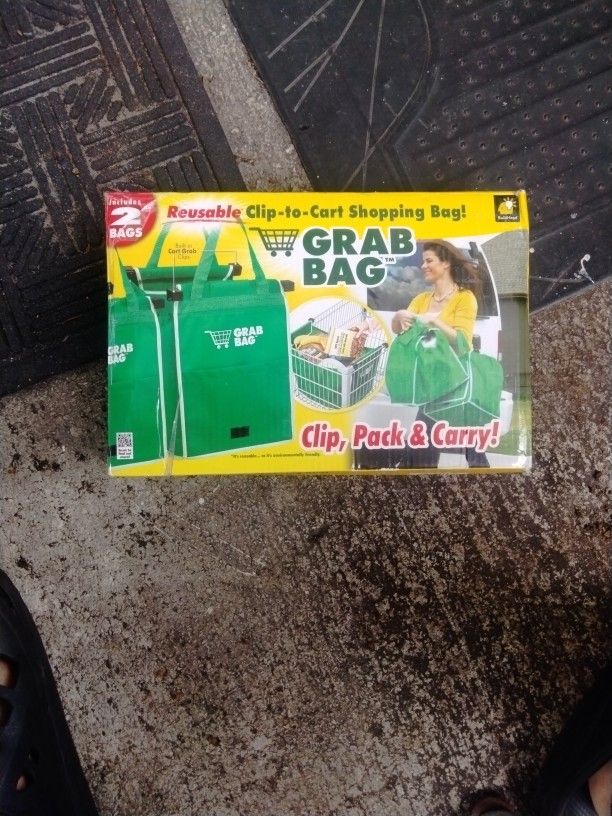 Includes
2
BAGS
Reusable Clip-to-Cart Shopping Bag!
BulbHead
GRAB
BAG™
Built-in
Cart Grab
Clips
GRAB
BAG
GRAB
BAG
Clip, Pack & Carry!